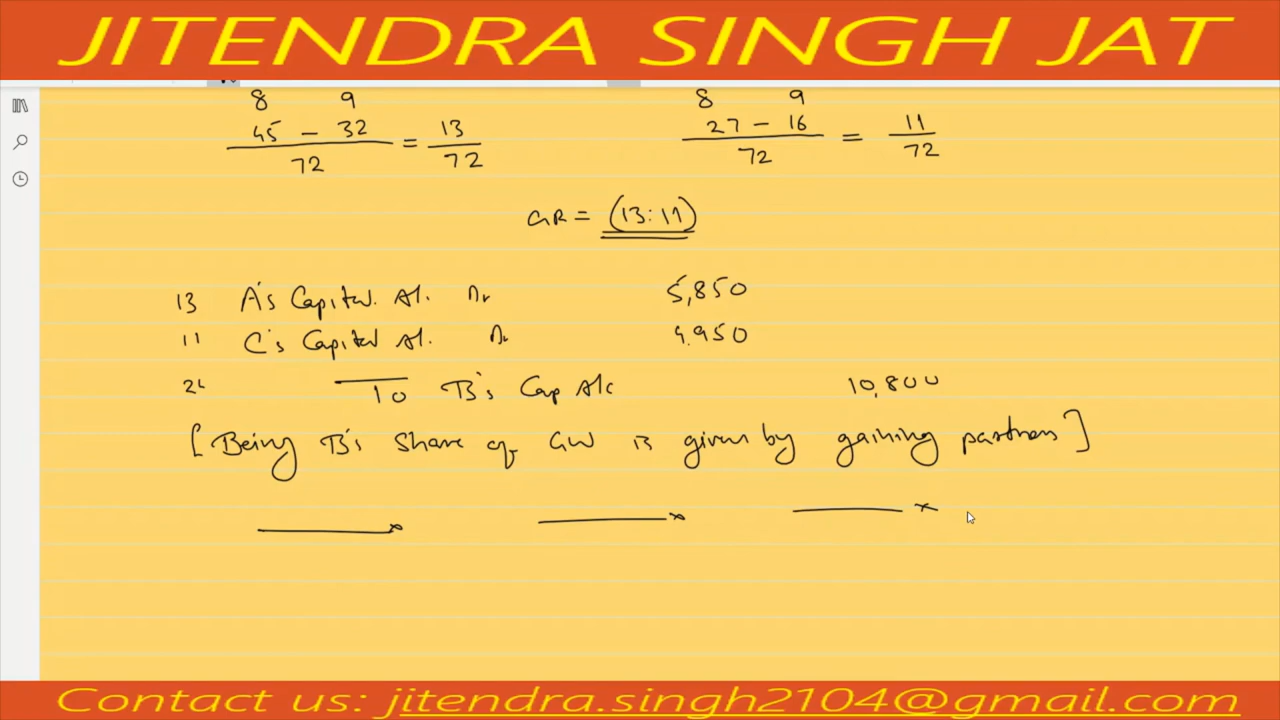 JITENDRA SINGH JAT
8 9 8 9
45 - 32 / 72 = 13 / 72 27 - 16 / 72 = 11 / 72
GR = (13:11)
13 A's Capital A/. Dr 5,850
11 C's Capital A/. Dr 4,950
24 To B's Cap A/c 10,800
[Being B's Share of GW is given by gaining partners]
Contact us: jitendra.singh2104@gmail.com